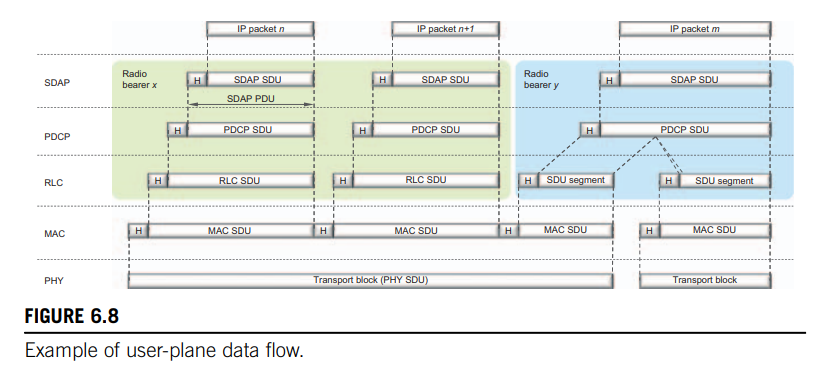 IP packet n
IP packet n+1
IP packet m
SDAP
Radio
bearer x
H
SDAP SDU
H
SDAP SDU
Radio
bearer y
H
SDAP SDU
SDAP PDU
PDCP
H
PDCP SDU
H
PDCP SDU
H
PDCP SDU
RLC
H
RLC SDU
H
RLC SDU
H
SDU segment
H
SDU segment
MAC
H
MAC SDU
H
MAC SDU
H
MAC SDU
H
MAC SDU
PHY
Transport block (PHY SDU)
Transport block
FIGURE 6.8
Example of user-plane data flow.